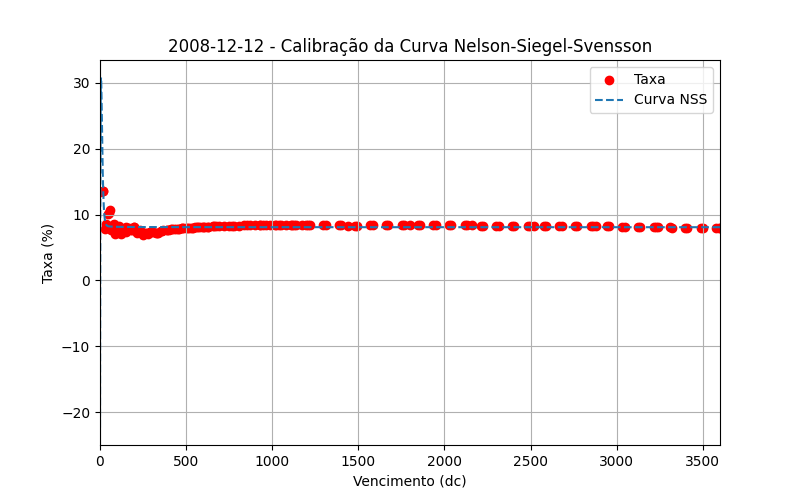 2008-12-12 - Calibração da Curva Nelson-Siegel-Svensson
Taxa
Curva NSS
30
20
10
0
−10
−20
Taxa (%)
0 500 1000 1500 2000 2500 3000 3500
Vencimento (dc)